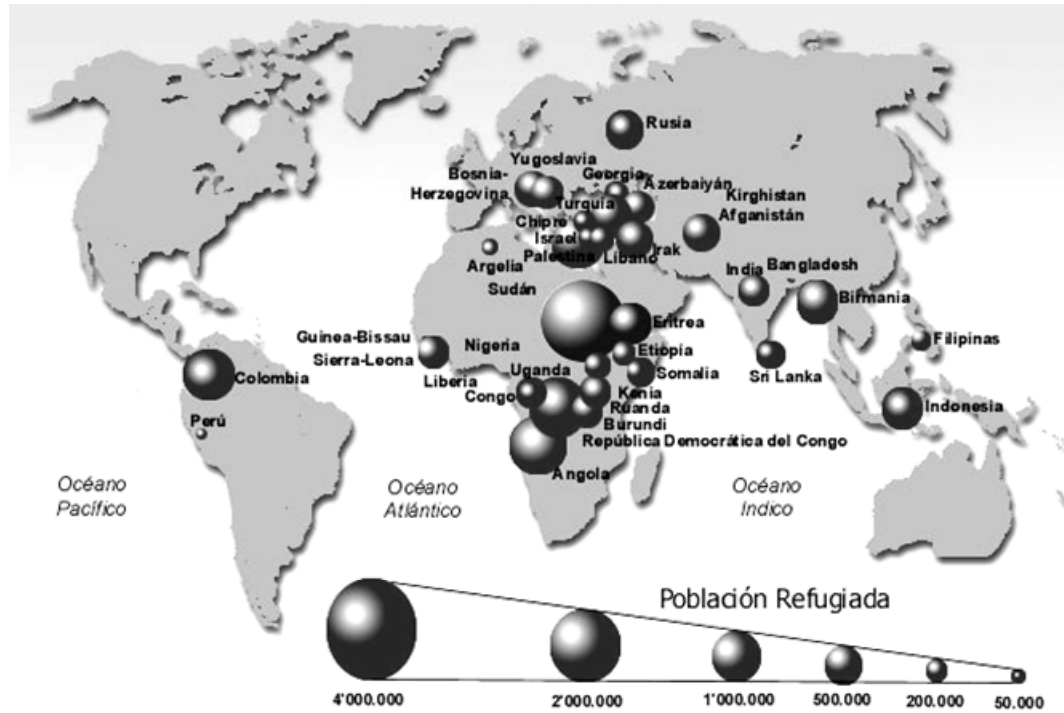 Rusia
Yugoslavia
Bosnia-
Herzegovina
Georgia
Azerbaiyán
Turquía
Kirghistan
Afganistán
Chipre
Israel
Palestina
Líbano
Irak
Argelia
Sudán
India
Bangladesh
Birmania
Eritrea
Guinea-Bissau
Sierra-Leona
Nigeria
Etiopía
Filipinas
Liberia
Uganda
Somalia
Sri Lanka
Colombia
Congo
Kenia
Ruanda
Indonesia
Perú
Burundi
República Democrática del Congo
Angola
Océano
Pacífico
Océano
Atlántico
Océano
Indico
Población Refugiada
4'000.000
2'000.000
1'000.000
500.000
200.000
50.000